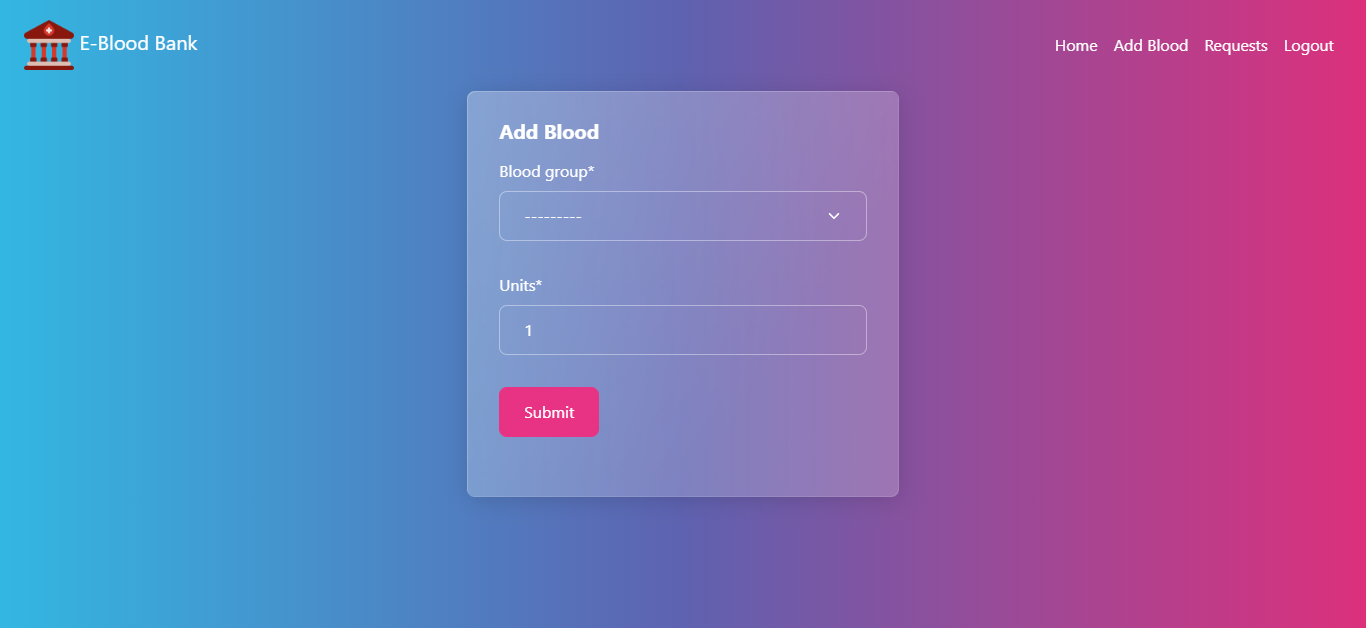 E-Blood Bank
Home Add Blood Requests Logout
Add Blood
Blood group*
---------
Units*
1
Submit